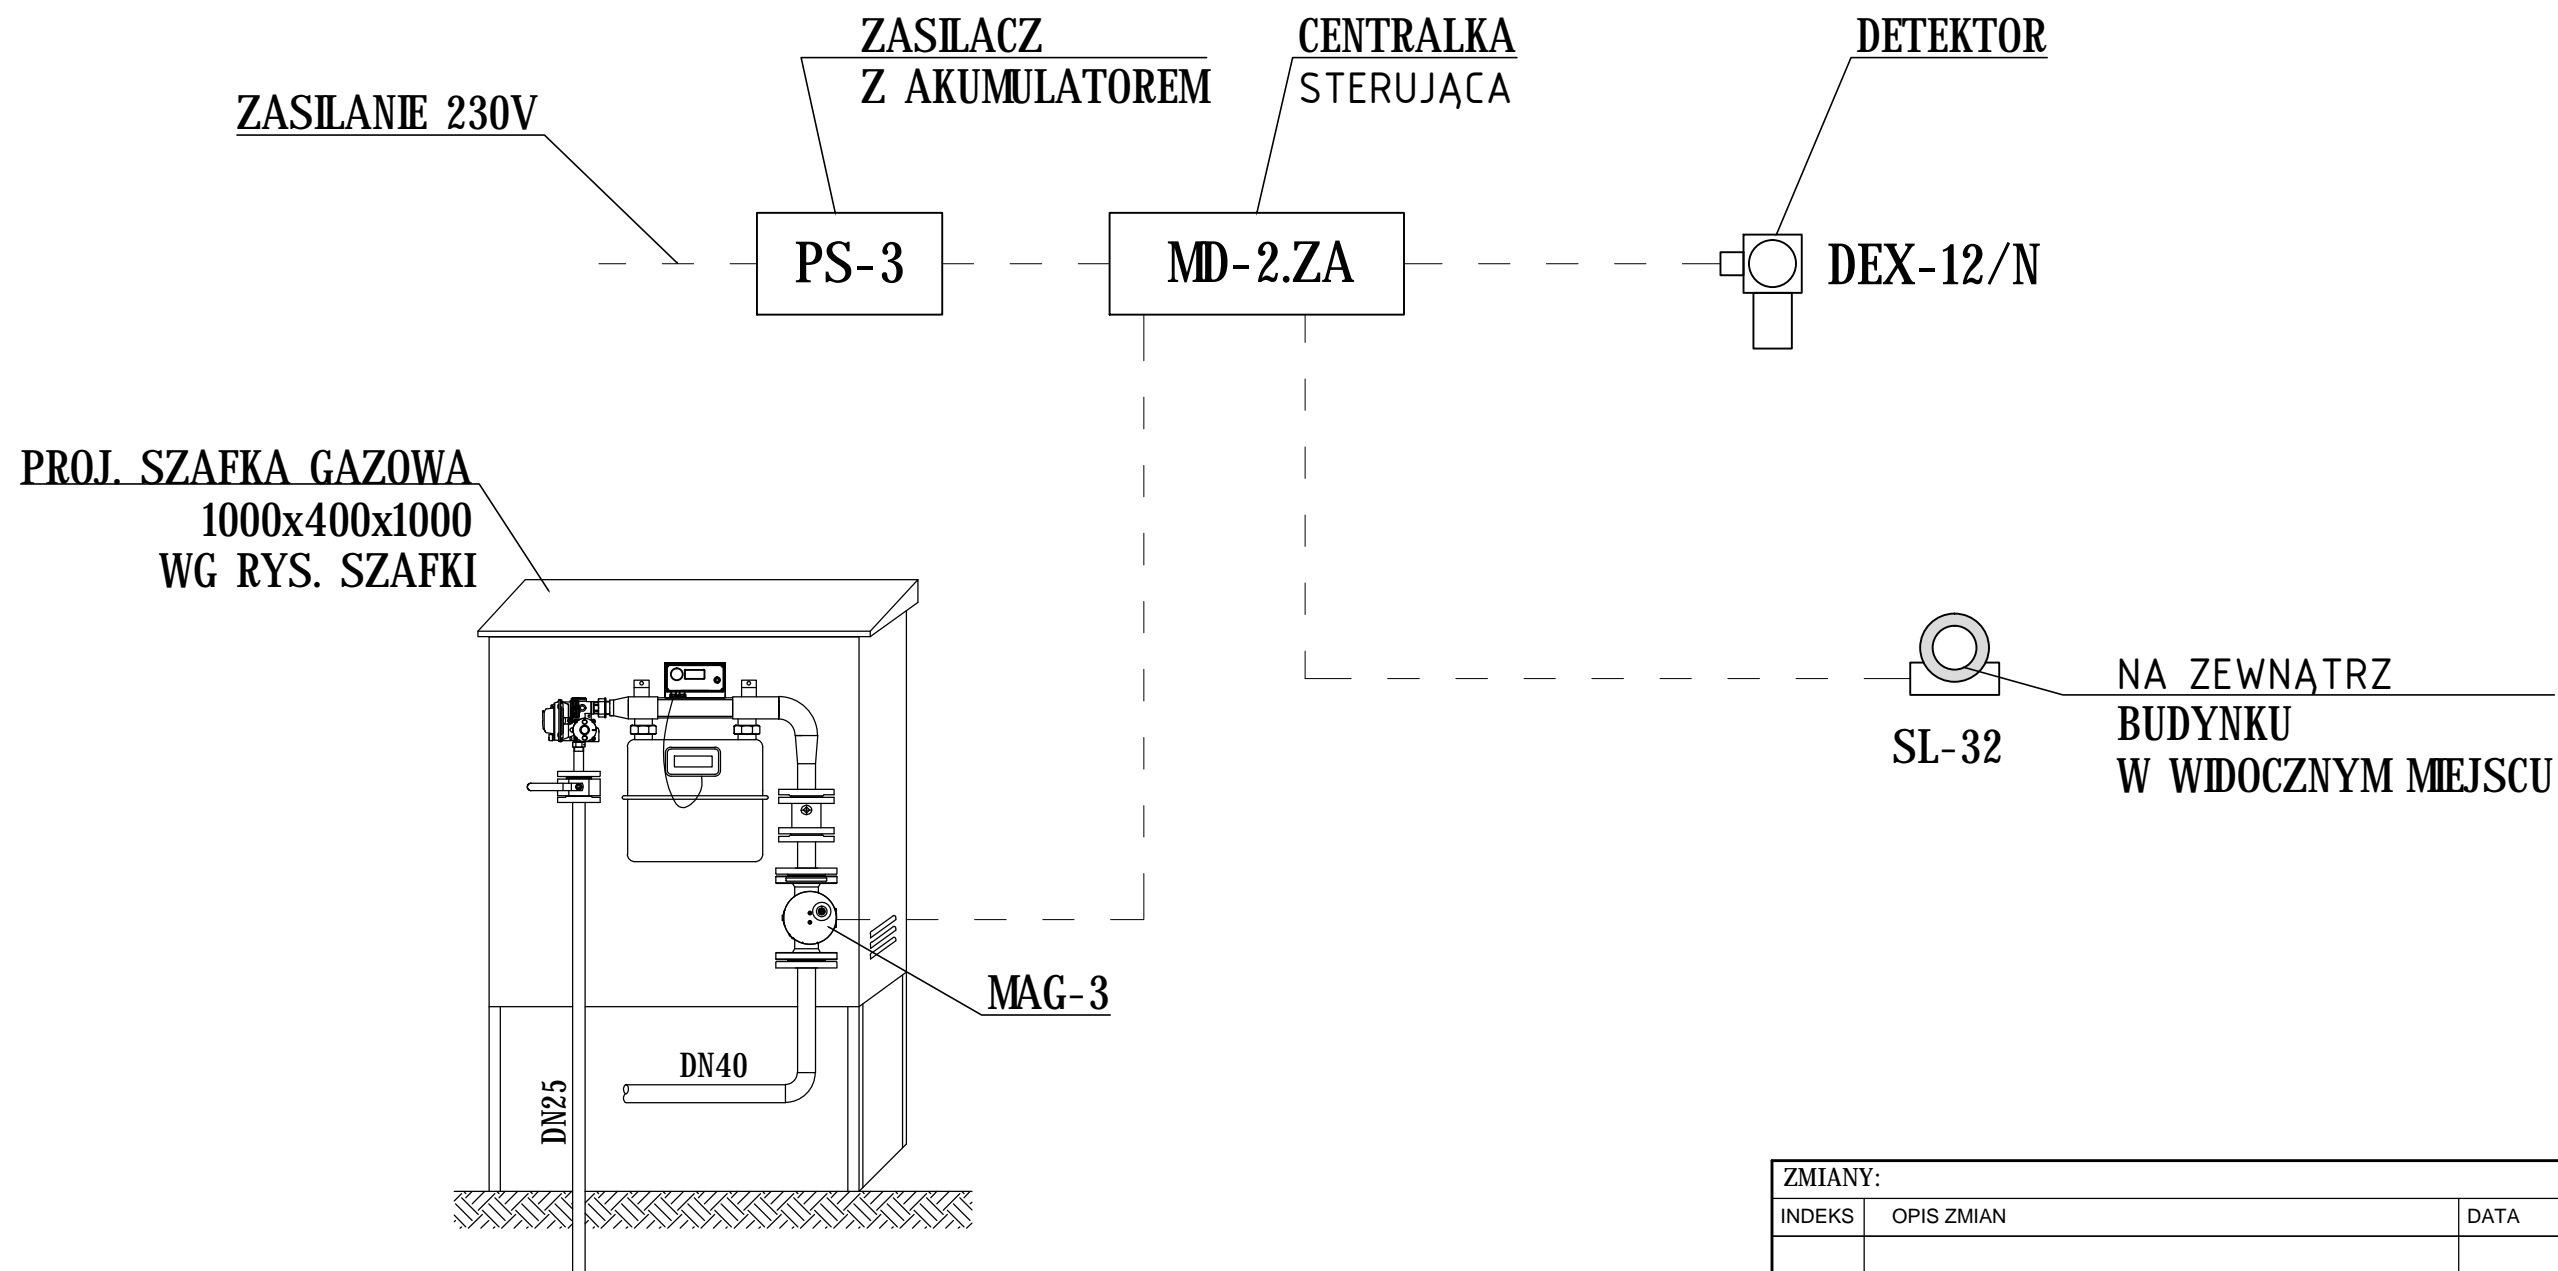 ZASILACZ
Z AKUMULATOREM
CENTRALKA
STERUJĄCA
DETEKTOR
ZASILANIE 230V
PS-3
MD-2.ZA
DEX-12/N
PROJ. SZAFKA GAZOWA
1000x400x1000
WG RYS. SZAFKI
NA ZEWNĄTRZ
BUDYNKU
W WIDOCZNYM MIEJSCU
SL-32
MAG-3
DN40
DN25
ZMIANY:
INDEKS
OPIS ZMIAN
DATA